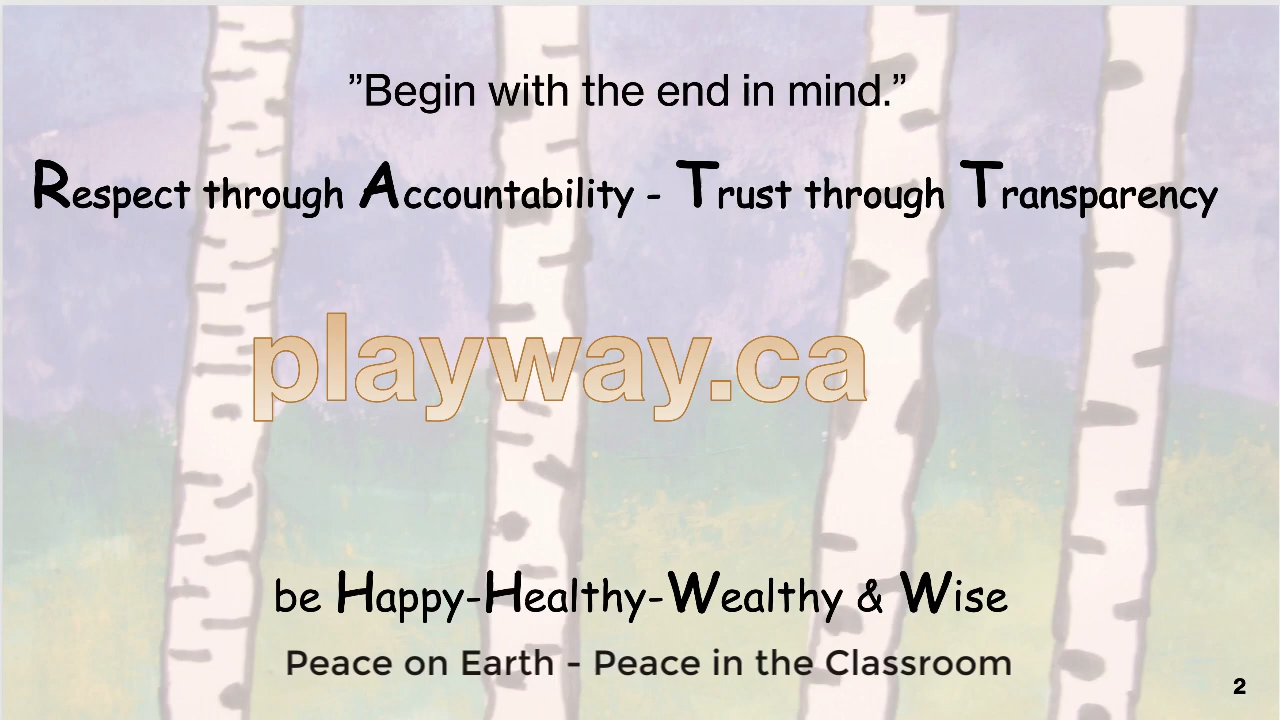 ”Begin with the end in mind.”
Respect through Accountability - Trust through Transparency
playway.ca
be Happy-Healthy-Wealthy & Wise
Peace on Earth - Peace in the Classroom
2